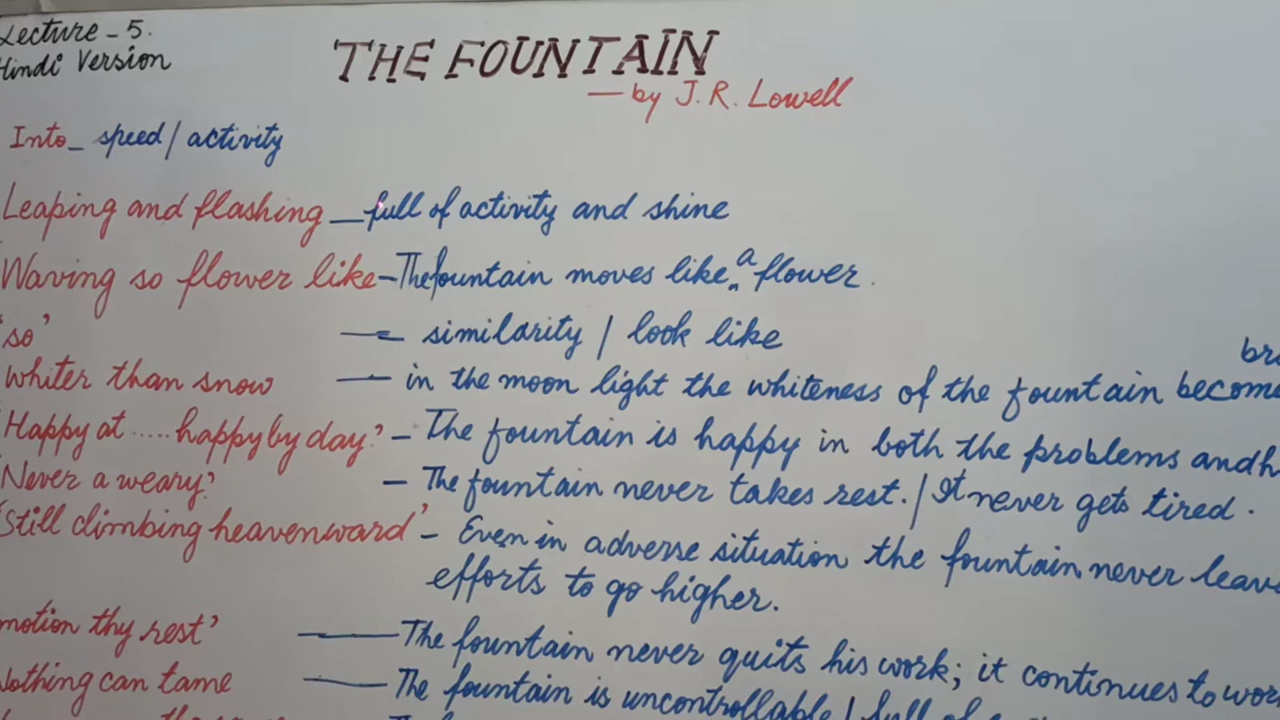 Lecture - 5.
Hindi Version
THE FOUNTAIN
— by J. R. Lowell
Into_ speed / activity
Leaping and flashing — full of activity and shine
Waving so flower like - The fountain moves like a flower.
'so' — similarity / look like
whiter than snow — in the moon light the whiteness of the fountain become
'Happy at ..... happy by day' - The fountain is happy in both the problems and h
'Never a weary' - The fountain never takes rest. / It never gets tired.
'Still climbing heavenward' - Even in adverse situation the fountain never leav
efforts to go higher.
motion thy rest' — The fountain never quits his work; it continues to wor
Nothing can tame — The fountain is uncontrollable / full of